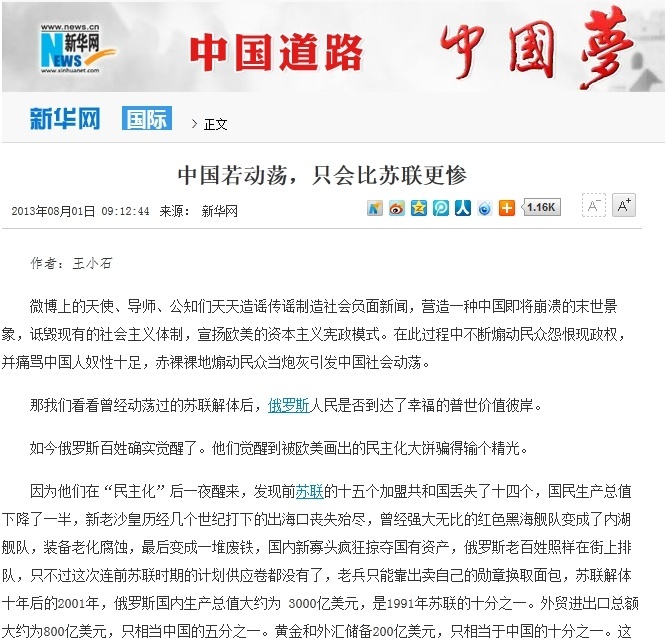 www.news.cn
新华网
NEWS
www.xinhuanet.com
中国道路
中國夢
新华网 国际 > 正文
中国若动荡，只会比苏联更惨
2013年08月01日 09:12:44 来源： 新华网
1.16K
A-
A+
作者：王小石
微博上的天使、导师、公知们天天造谣传谣制造社会负面新闻，营造一种中国即将崩溃的末世景
象，诋毁现有的社会主义体制，宣扬欧美的资本主义宪政模式。在此过程中不断煽动民众怨恨现政权，
并痛骂中国人奴性十足，赤裸裸地煽动民众当炮灰引发中国社会动荡。
那我们看看曾经动荡过的苏联解体后，俄罗斯人民是否到达了幸福的普世价值彼岸。
如今俄罗斯百姓确实觉醒了。他们觉醒到被欧美画出的民主化大饼骗得输个精光。
因为他们在“民主化”后一夜醒来，发现前苏联的十五个加盟共和国丢失了十四个，国民生产总值
下降了一半，新老沙皇历经几个世纪打下的出海口丧失殆尽，曾经强大无比的红色黑海舰队变成了内湖
舰队，装备老化腐蚀，最后变成一堆废铁，国内新寡头疯狂掠夺国有资产，俄罗斯老百姓照样在街上排
队，只不过这次连前苏联时期的计划供应卷都没有了，老兵只能靠出卖自己的勋章换取面包，苏联解体
十年后的2001年，俄罗斯国内生产总值大约为 3000亿美元，是1991年苏联的十分之一。外贸进出口总额
大约为800亿美元，只相当中国的五分之一。黄金和外汇储备200亿美元，只相当于中国的十分之一。这